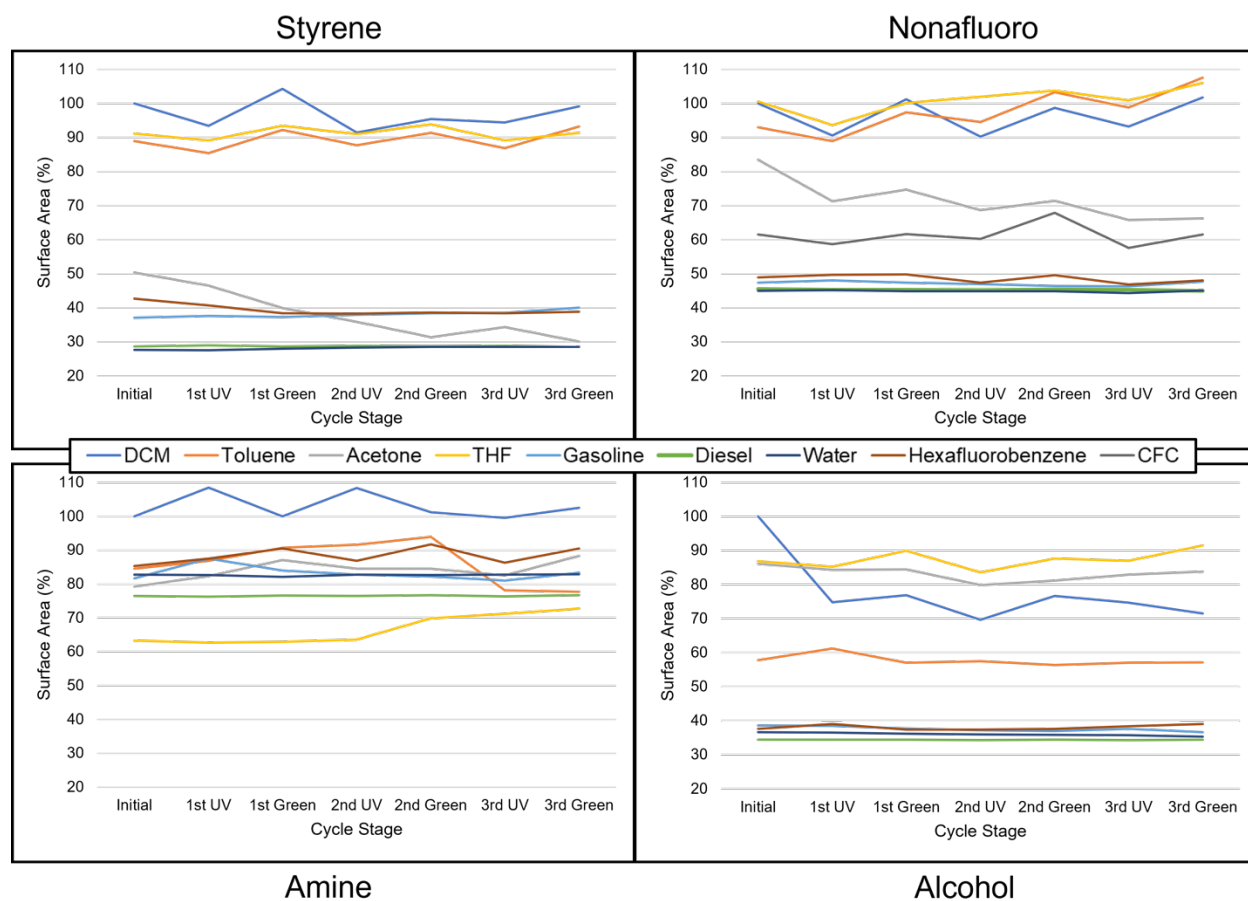 Styrene
Nonafluoro
110
100
90
80
70
60
50
40
30
20
Surface Area (%)
Initial 1st UV 1st Green 2nd UV 2nd Green 3rd UV 3rd Green
Cycle Stage
110
100
90
80
70
60
50
40
30
20
Surface Area (%)
Initial 1st UV 1st Green 2nd UV 2nd Green 3rd UV 3rd Green
Cycle Stage
DCM Toluene Acetone THF Gasoline Diesel Water Hexafluorobenzene CFC
110
100
90
80
70
60
50
40
30
20
Surface Area (%)
Initial 1st UV 1st Green 2nd UV 2nd Green 3rd UV 3rd Green
Cycle Stage
110
100
90
80
70
60
50
40
30
20
Surface Area (%)
Initial 1st UV 1st Green 2nd UV 2nd Green 3rd UV 3rd Green
Cycle Stage
Amine
Alcohol